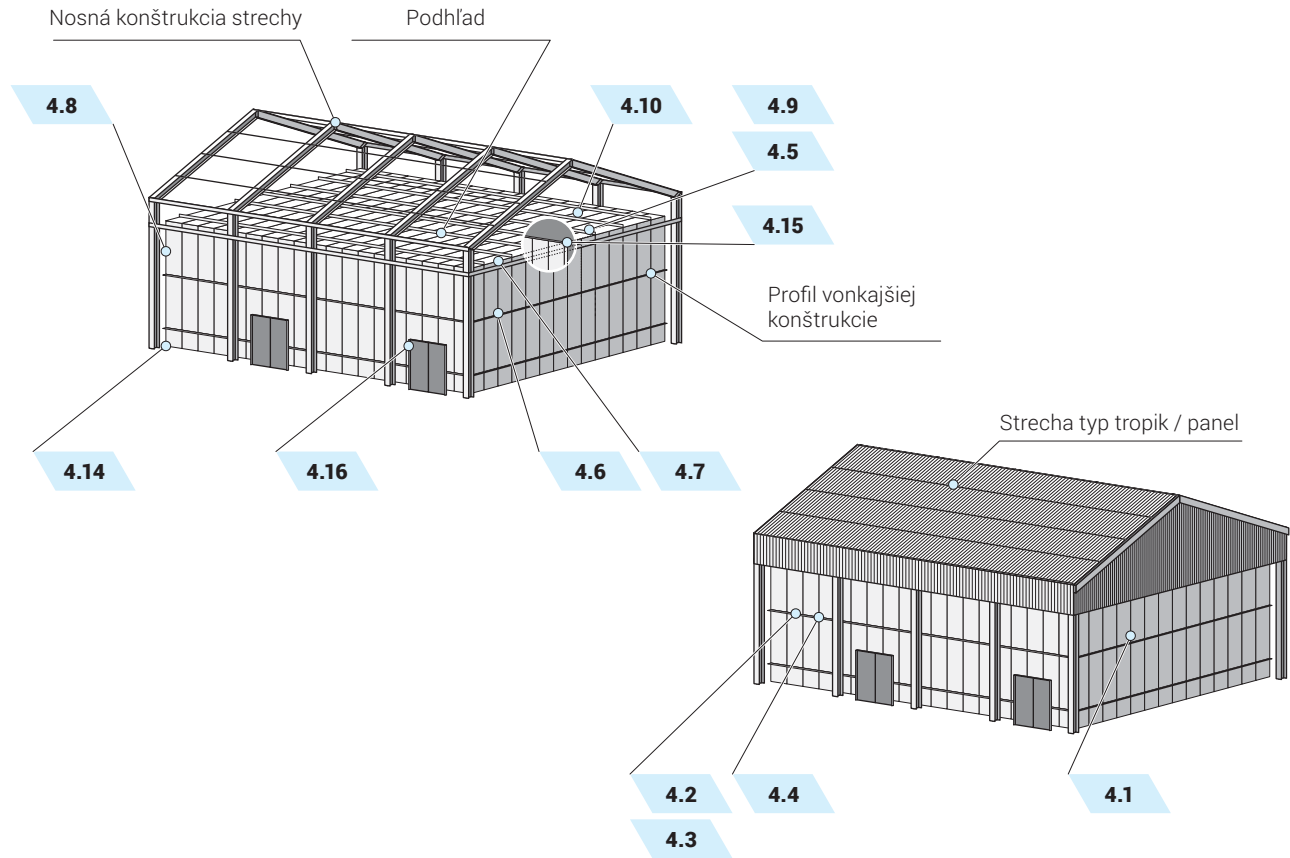 Nosná konštrukcia strechy
Podhľad
4.8
4.10
4.9
4.5
4.15
Profil vonkajšiej
konštrukcie
4.14
4.16
4.6
4.7
Strecha typ tropik / panel
4.2
4.4
4.1
4.3